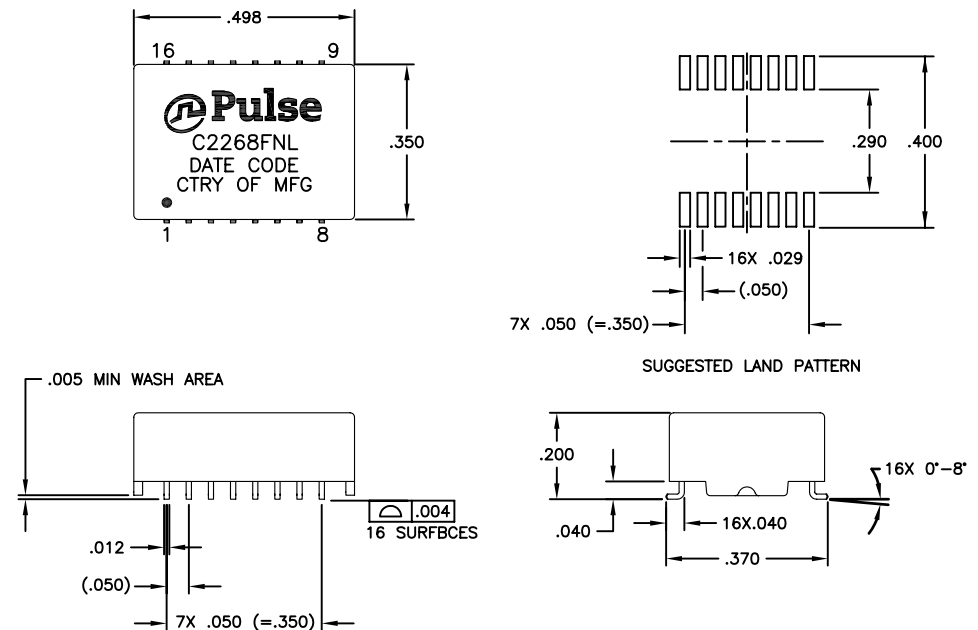 .498
16 9
Pulse
C2268FNL
DATE CODE
CTRY OF MFG
1 8
.350
.290
.400
16X .029
(.050)
7X .050 (=.350)
SUGGESTED LAND PATTERN
.005 MIN WASH AREA
.004
16 SURFBCES
.012
(.050)
7X .050 (=.350)
.200
.040
16X.040
.370
16X 0°-8°